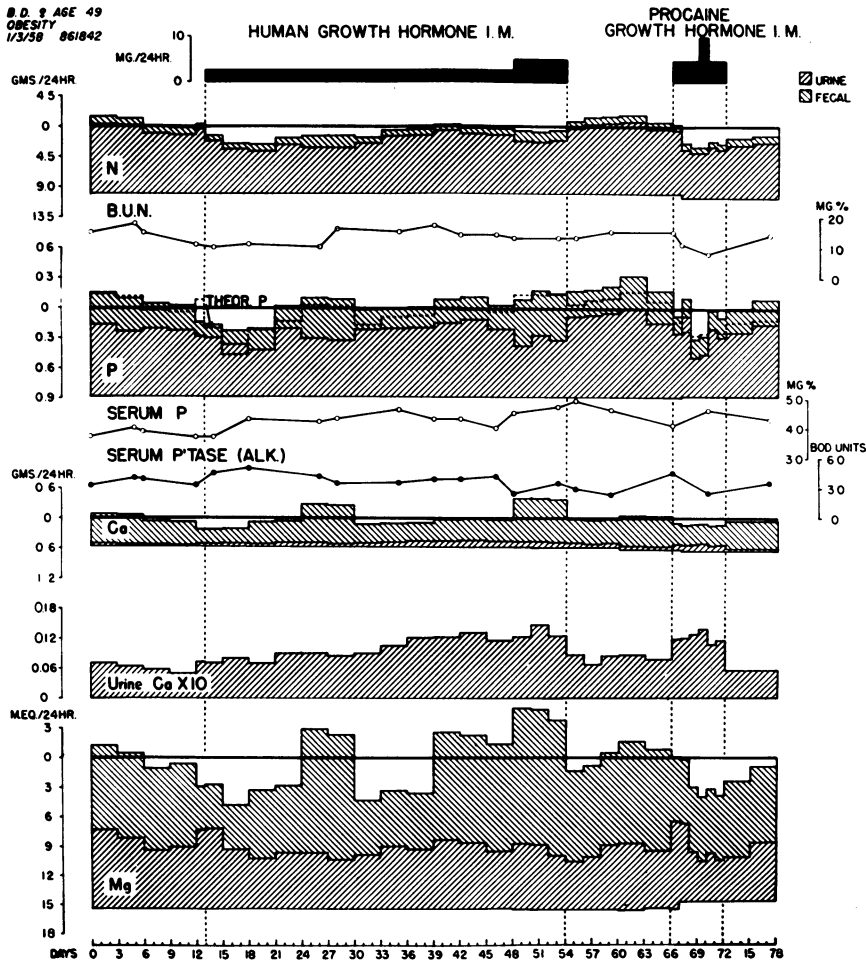 B.D. ♀ AGE 49
OBESITY
1/3/58 861842
HUMAN GROWTH HORMONE I.M.
PROCAINE
GROWTH HORMONE I.M.
10
MG./24HR.
0
GMS/24HR.
URINE
FECAL
4 5
0
4.5
9.0
13.5
N
B.U.N.
MG.%
20
10
0
0.6
0.3
0
0.3
0.6
0.9
THEOR. P
P
SERUM P
MG %
5.0
4.0
3.0
SERUM P'TASE (ALK.)
BOD UNITS
6.0
3.0
0
GMS/24HR.
0 6
0
0 6
1 2
Ca
0.18
0.12
0.06
0
Urine Ca X10
M.EQ./24HR.
3
0
3
6
9
12
15
18
Mg
DAYS 0 3 6 9 12 15 18 21 24 27 30 33 36 39 42 45 48 51 54 57 60 63 66 69 72 15 78